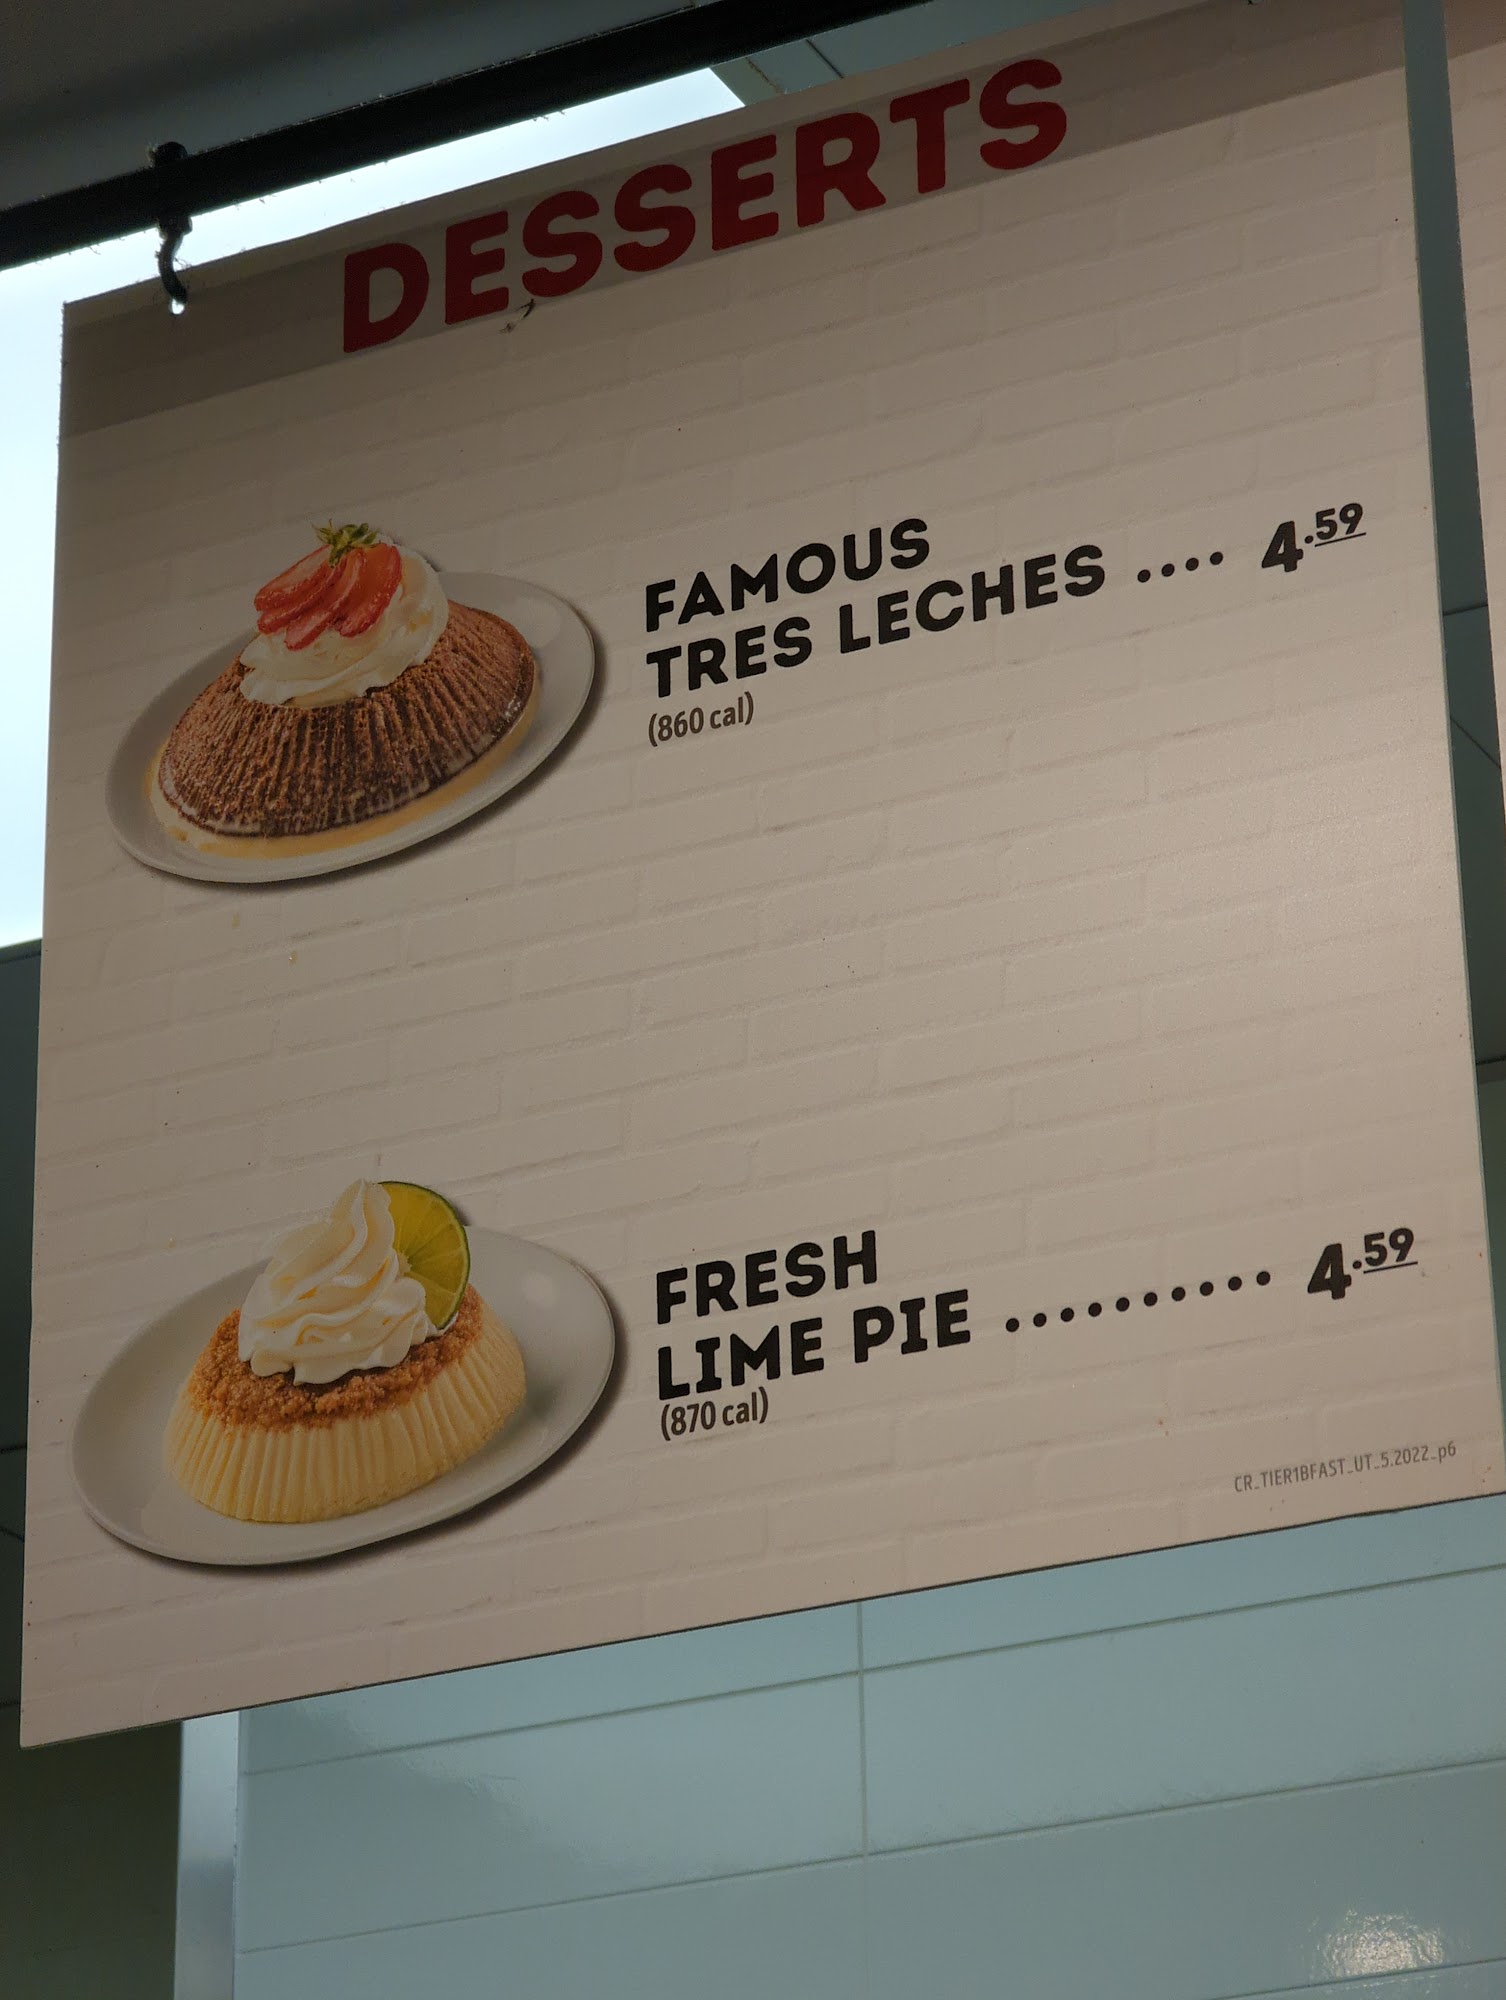 DESSERTS
FAMOUS
TRES LECHES .... 4.59
(860 cal)
FRESH
LIME PIE .......... 4.59
(870 cal)
CR_TIER1BFAST_UT_5.2022_p6